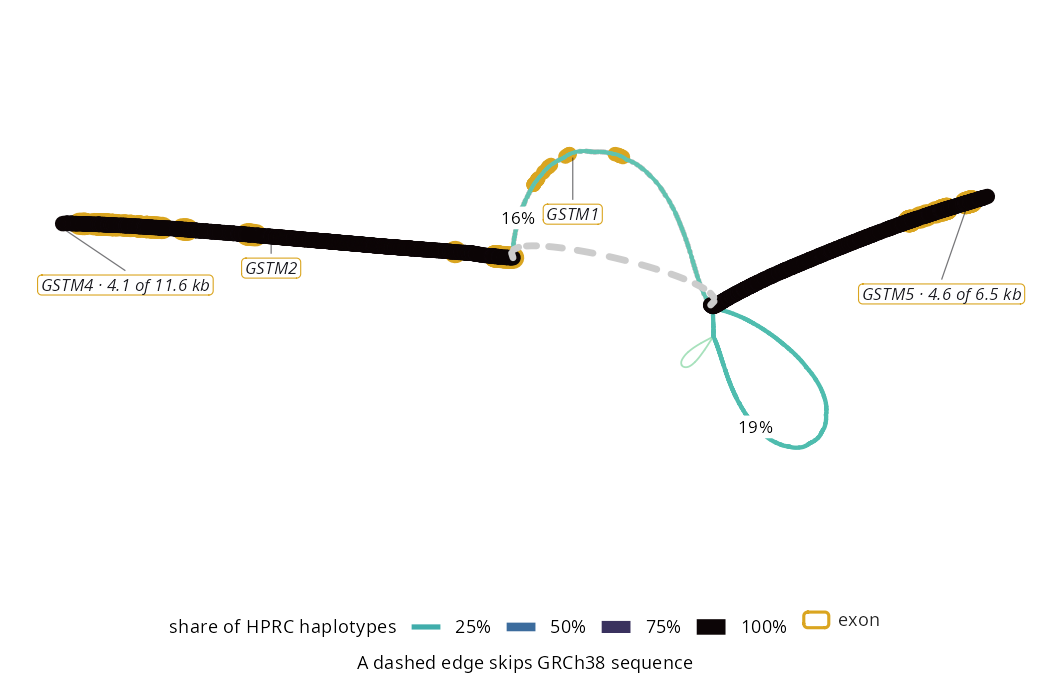 16%
GSTM1
GSTM2
GSTM4 · 4.1 of 11.6 kb
GSTM5 · 4.6 of 6.5 kb
19%
share of HPRC haplotypes 25% 50% 75% 100% exon
A dashed edge skips GRCh38 sequence